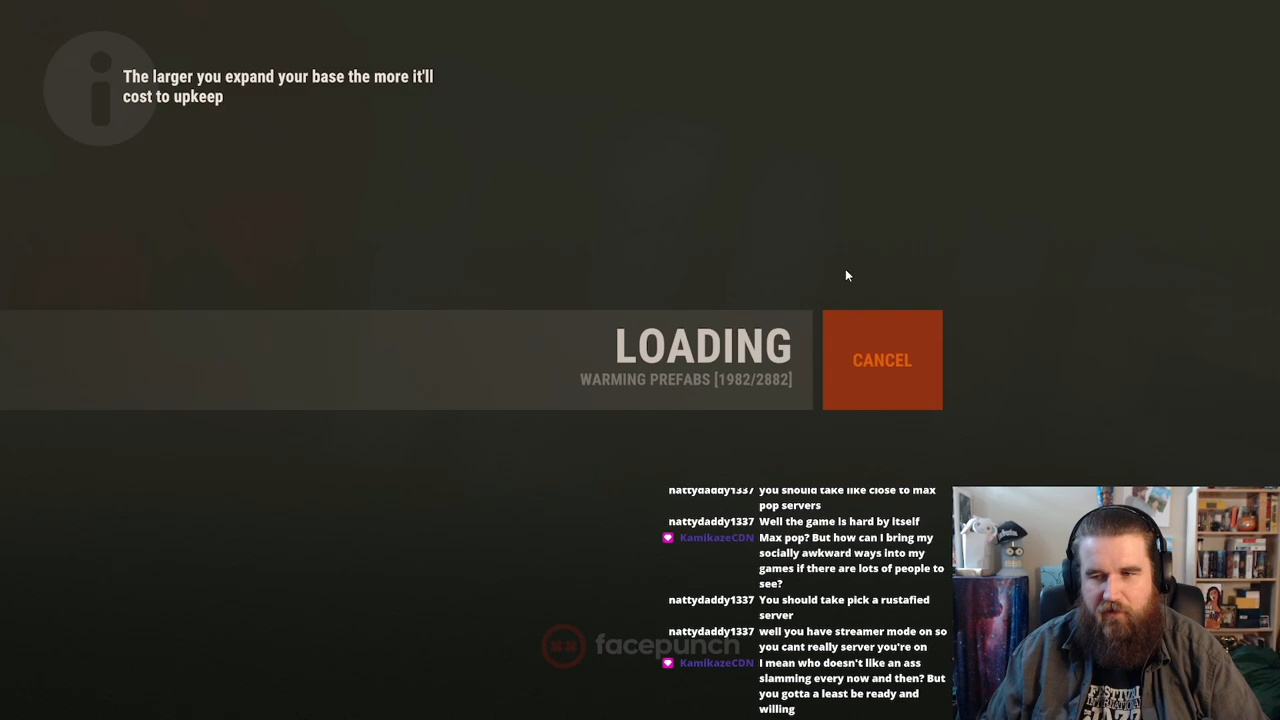 The larger you expand your base the more it'll
cost to upkeep
LOADING
WARMING PREFABS [1982/2882]
CANCEL
facepunch
nattydaddy1337 you should take like close to max
pop servers
nattydaddy1337 Well the game is hard by itself
KamikazeCDN Max pop? But how can I bring my
socially awkward ways into my
games if there are lots of people to
see?
nattydaddy1337 You should take pick a rustafied
server
nattydaddy1337 well you have streamer mode on so
you cant really server you're on
KamikazeCDN I mean who doesn't like an ass
slamming every now and then? But
you gotta a least be ready and
willing
FESTIVAL
INTERNATIONAL
JAZZ